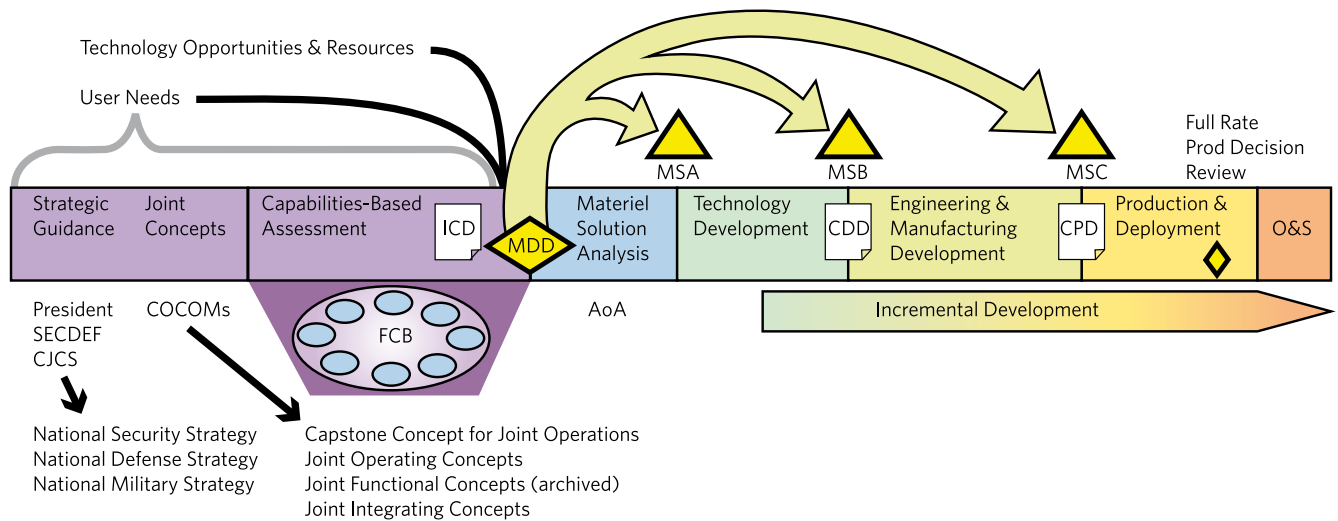 Technology Opportunities & Resources
User Needs
MSA
MSB
MSC
Full Rate
Prod Decision
Review
Strategic
Guidance
Joint
Concepts
Capabilities-Based
Assessment
ICD
MDD
Materiel
Solution
Analysis
Technology
Development
CDD
Engineering &
Manufacturing
Development
CPD
Production &
Deployment
O&S
President
SECDEF
CJCS
COCOMs
FCB
AoA
Incremental Development
National Security Strategy
National Defense Strategy
National Military Strategy
Capstone Concept for Joint Operations
Joint Operating Concepts
Joint Functional Concepts (archived)
Joint Integrating Concepts